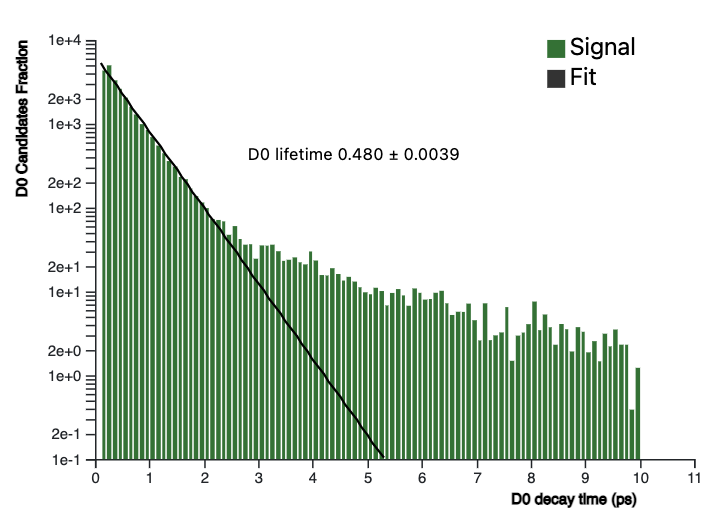 D0 Candidates Fraction
1e+4
2e+3
1e+3
2e+2
1e+2
2e+1
1e+1
2e+0
1e+0
2e-1
1e-1
Signal
Fit
D0 lifetime 0.480 ± 0.0039
0 1 2 3 4 5 6 7 8 9 10 11
D0 decay time (ps)